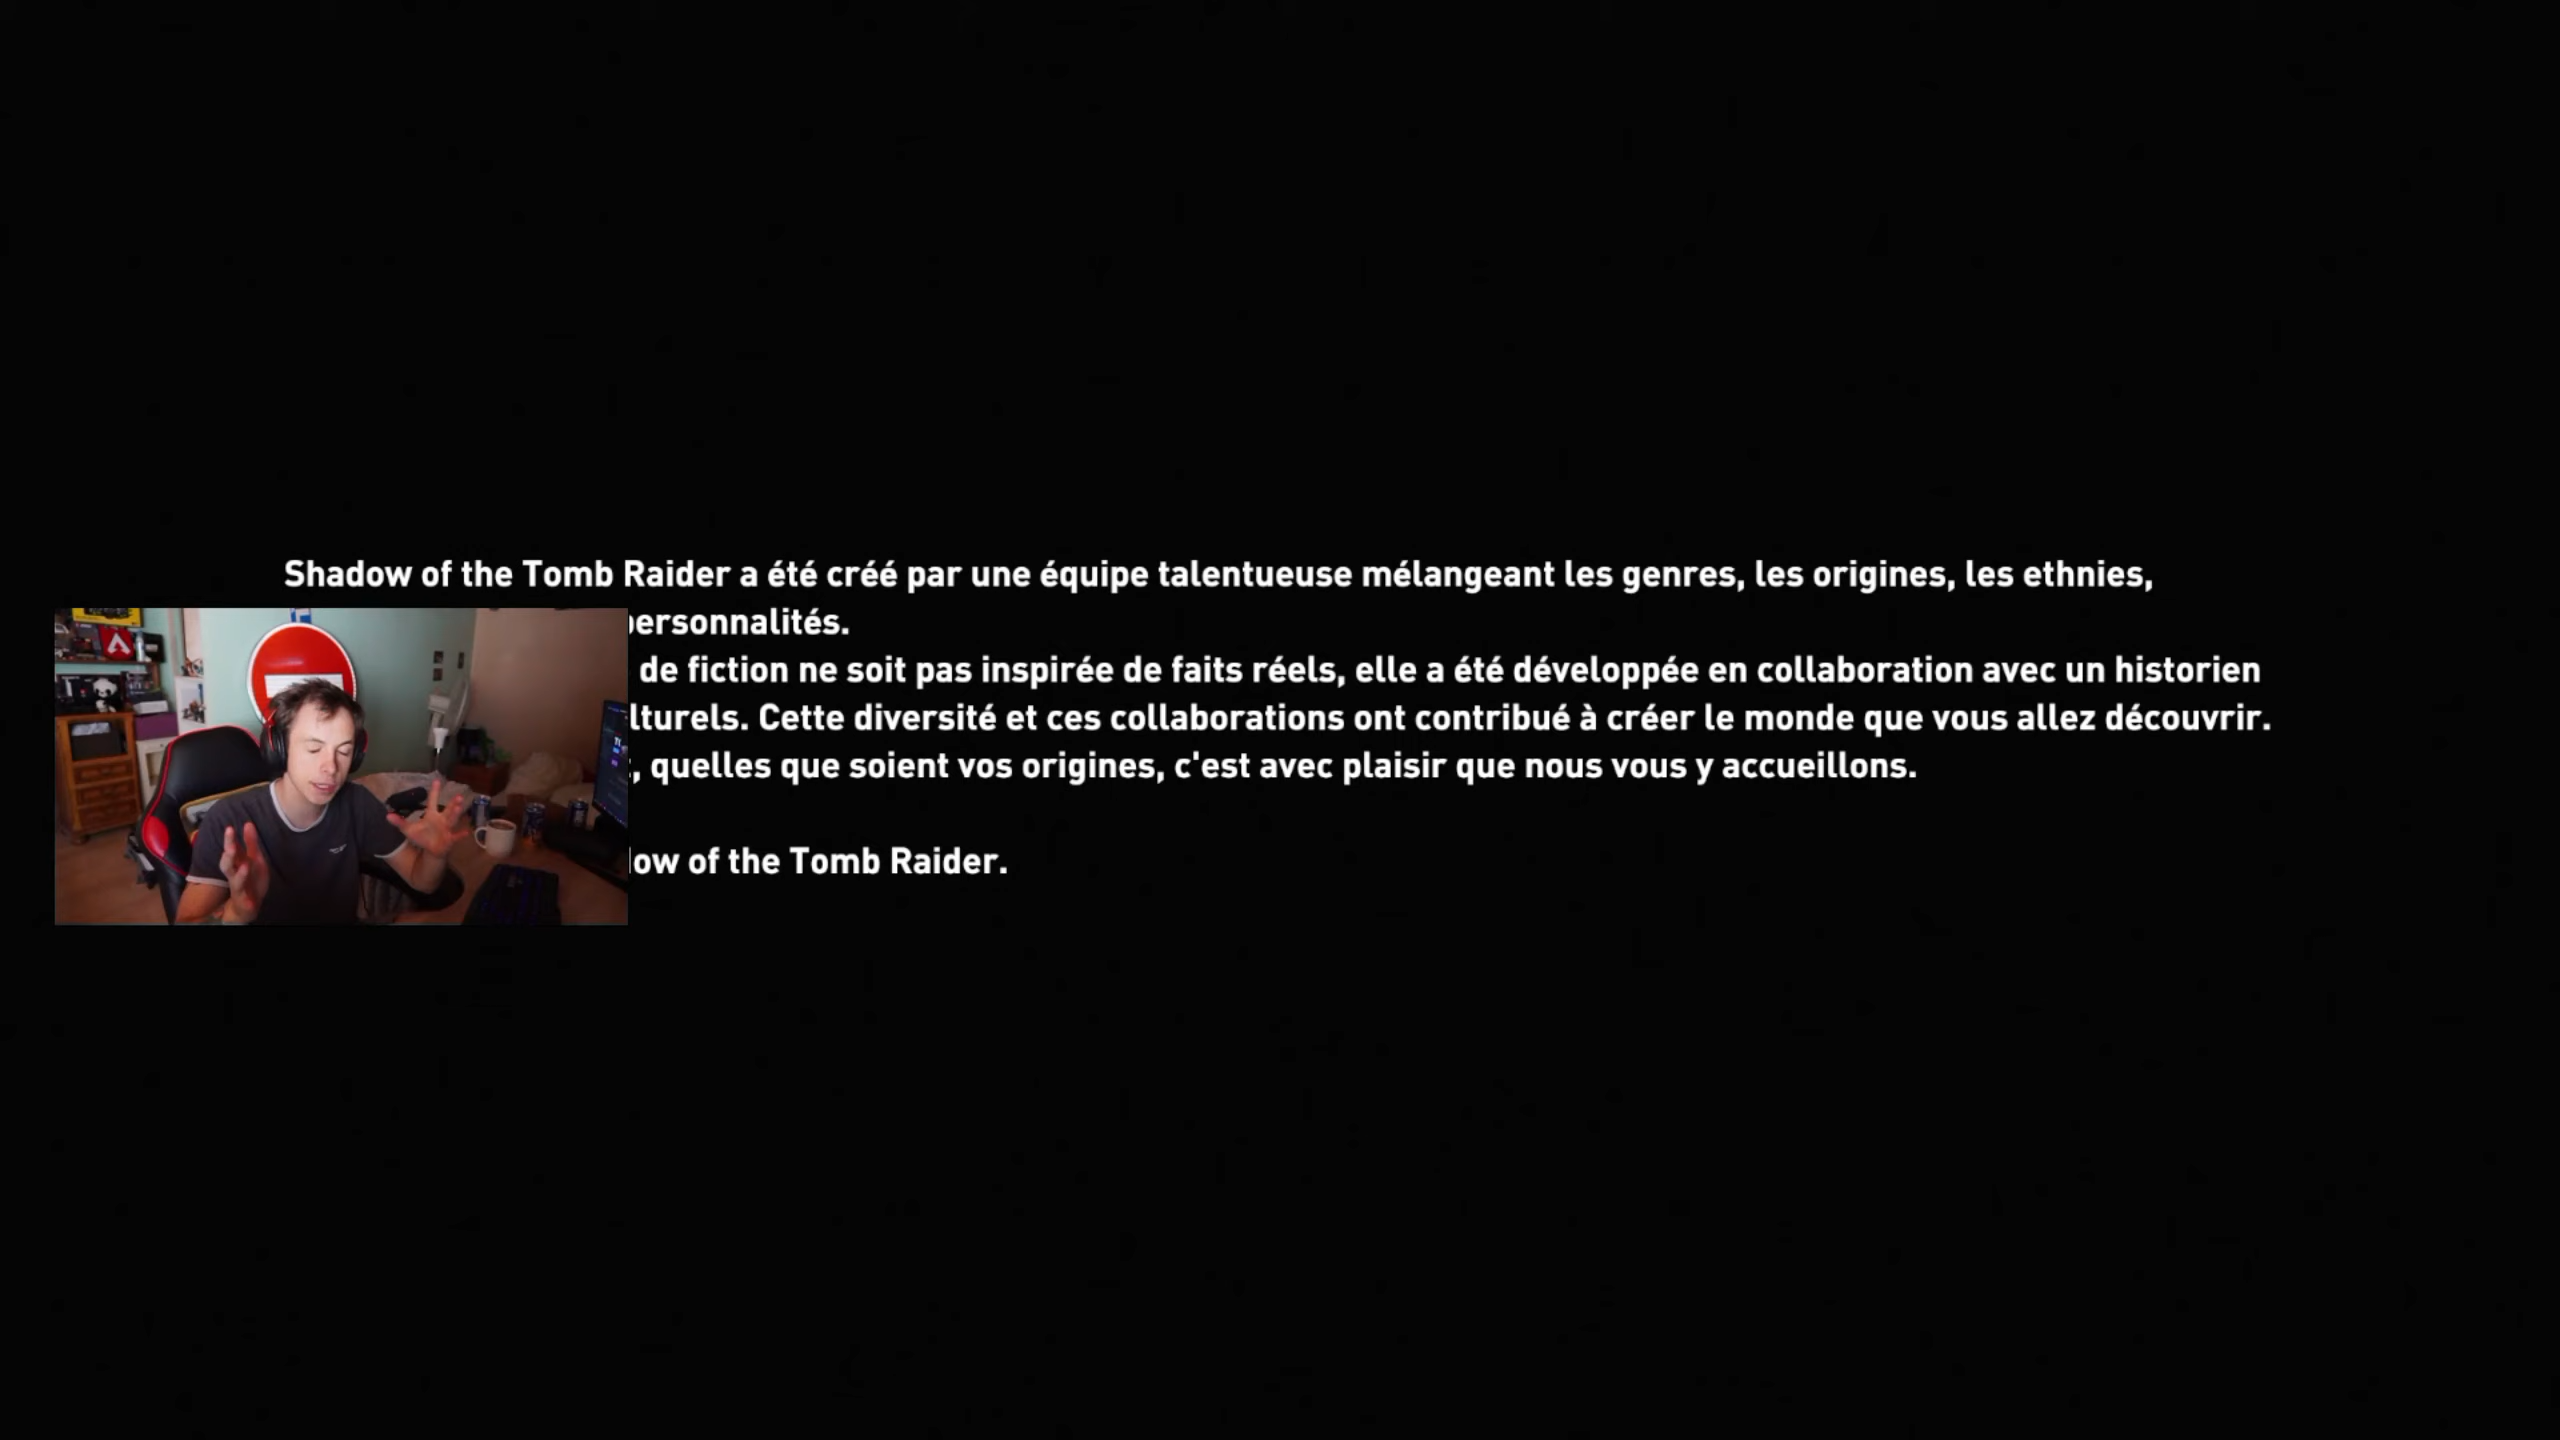 Shadow of the Tomb Raider a été créé par une équipe talentueuse mélangeant les genres, les origines, les ethnies,
personnalités.
de fiction ne soit pas inspirée de faits réels, elle a été développée en collaboration avec un historien
lturels. Cette diversité et ces collaborations ont contribué à créer le monde que vous allez découvrir.
, quelles que soient vos origines, c'est avec plaisir que nous vous y accueillons.
ow of the Tomb Raider.